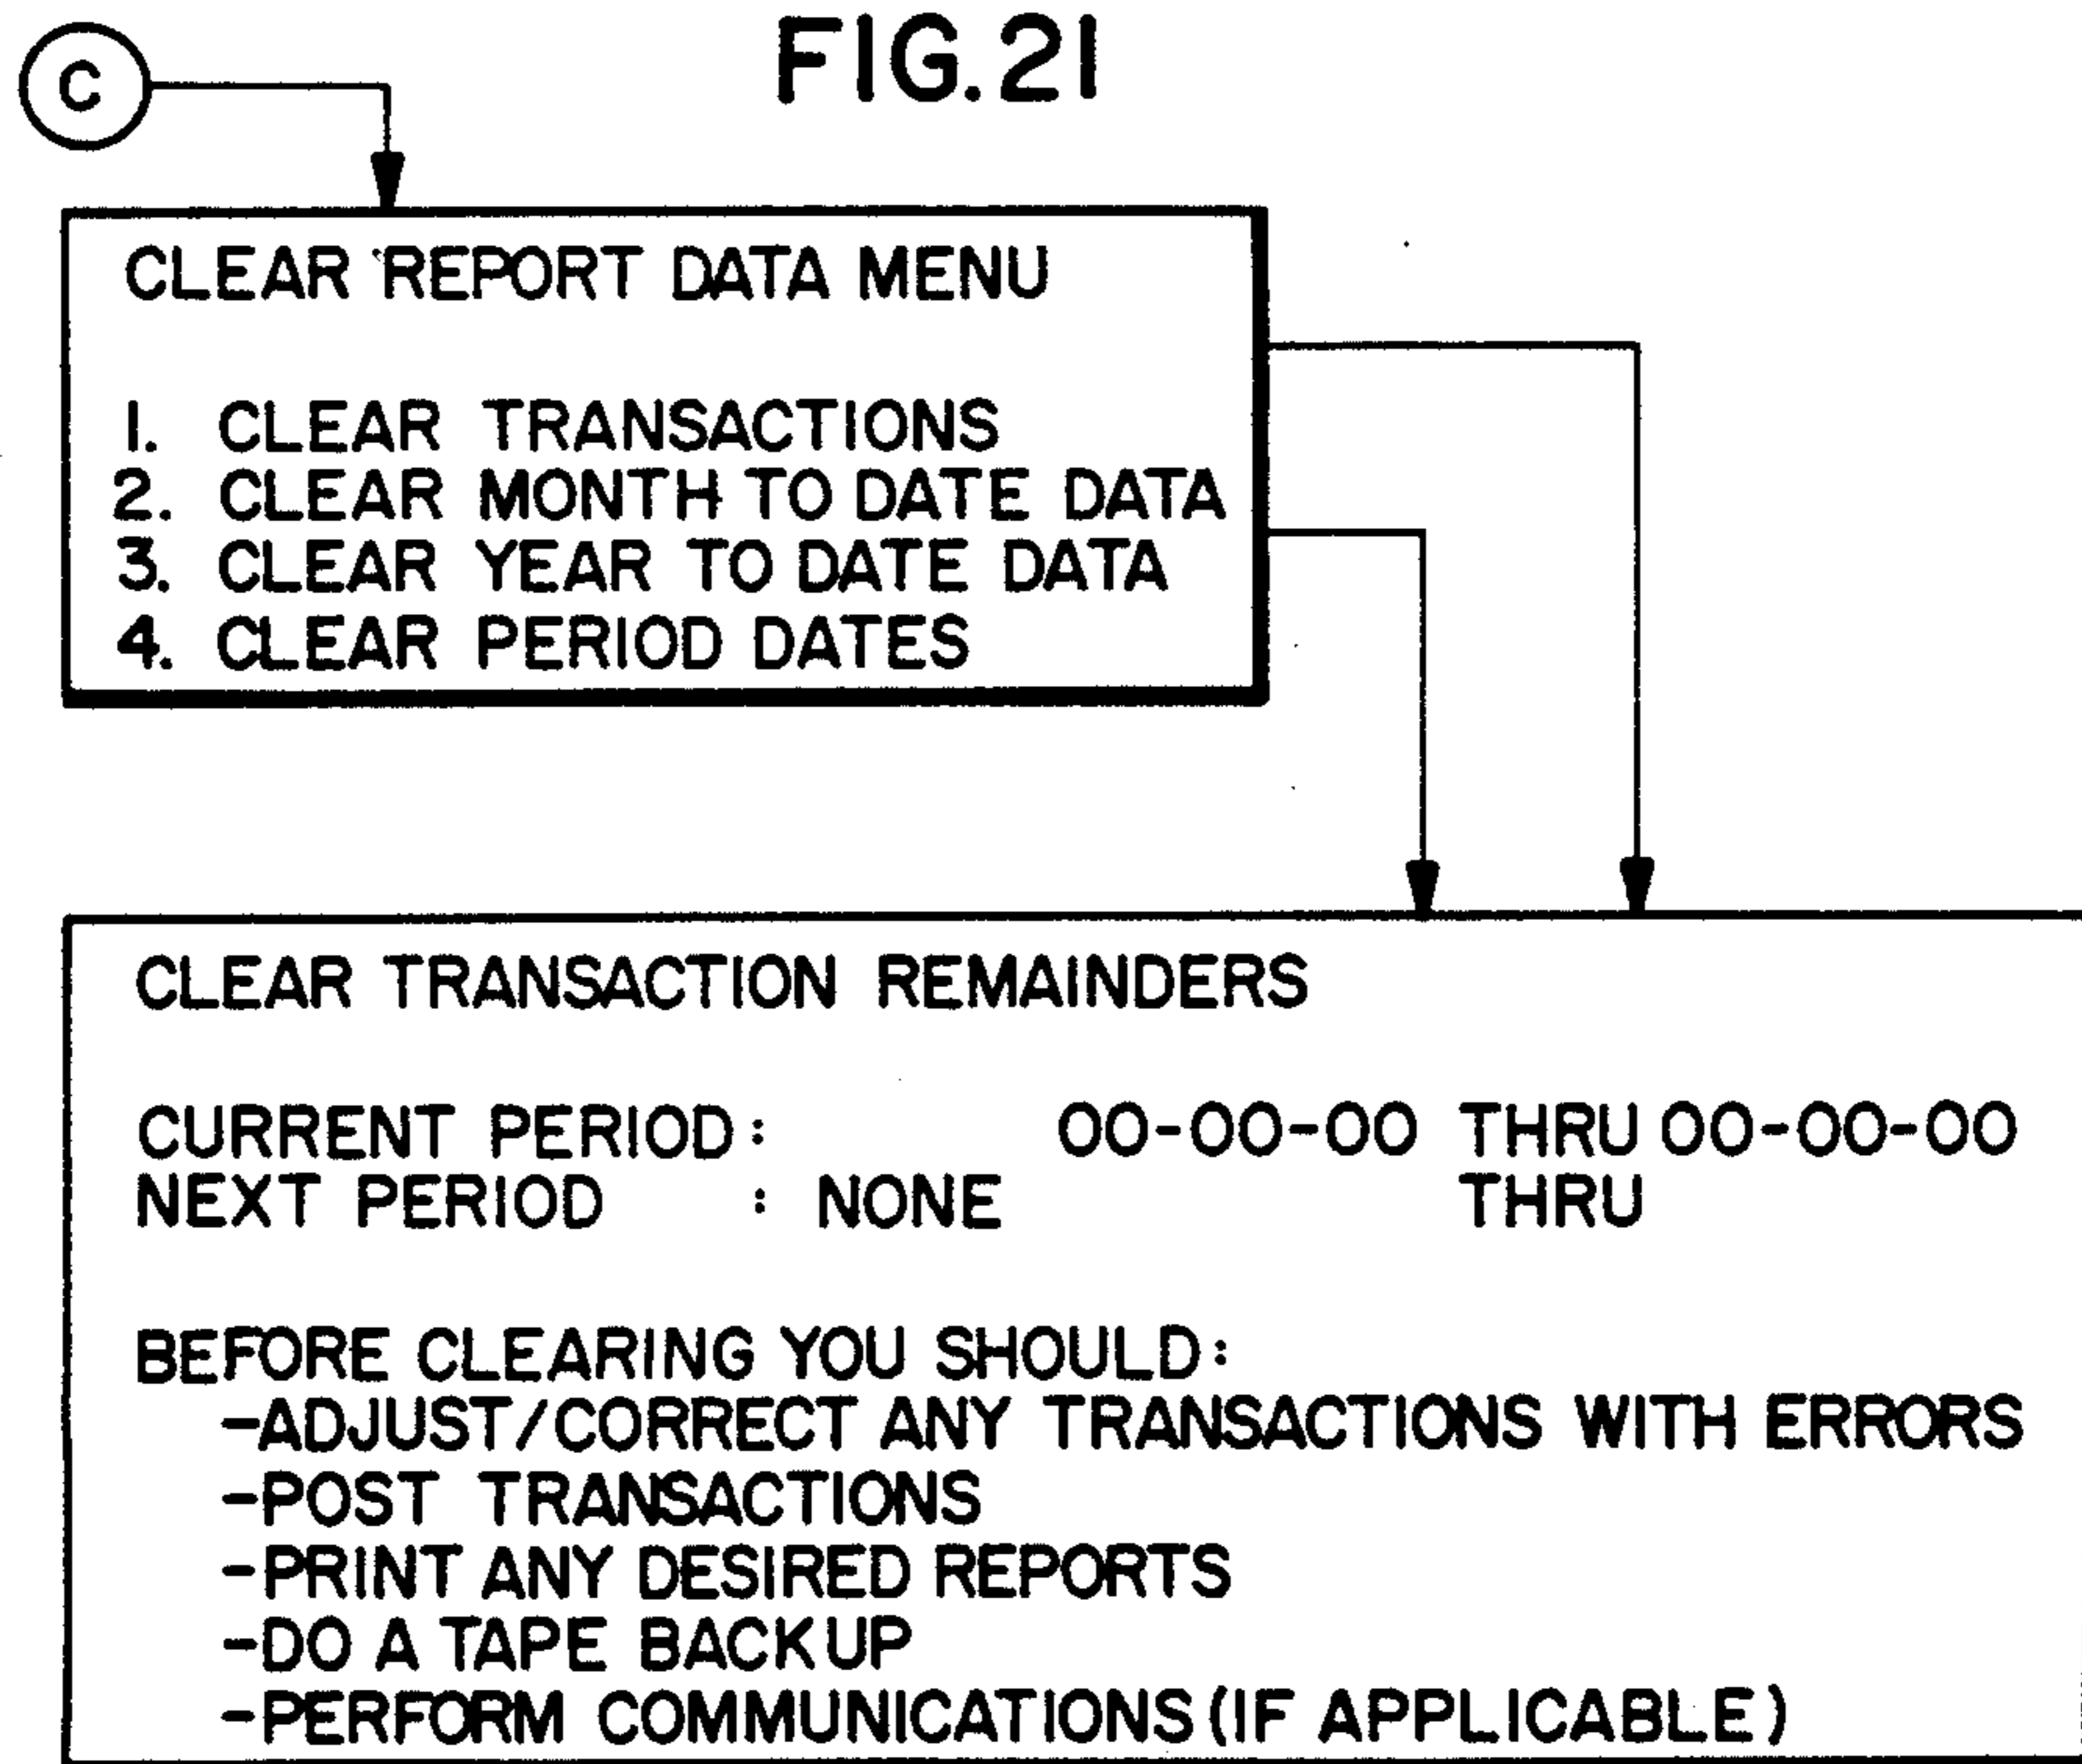 FIG.21
C
CLEAR REPORT DATA MENU
1. CLEAR TRANSACTIONS
2. CLEAR MONTH TO DATE DATA
3. CLEAR YEAR TO DATE DATA
4. CLEAR PERIOD DATES
CLEAR TRANSACTION REMAINDERS
CURRENT PERIOD: 00-00-00 THRU 00-00-00
NEXT PERIOD : NONE THRU
BEFORE CLEARING YOU SHOULD:
-ADJUST/CORRECT ANY TRANSACTIONS WITH ERRORS
-POST TRANSACTIONS
-PRINT ANY DESIRED REPORTS
-DO A TAPE BACKUP
-PERFORM COMMUNICATIONS (IF APPLICABLE)